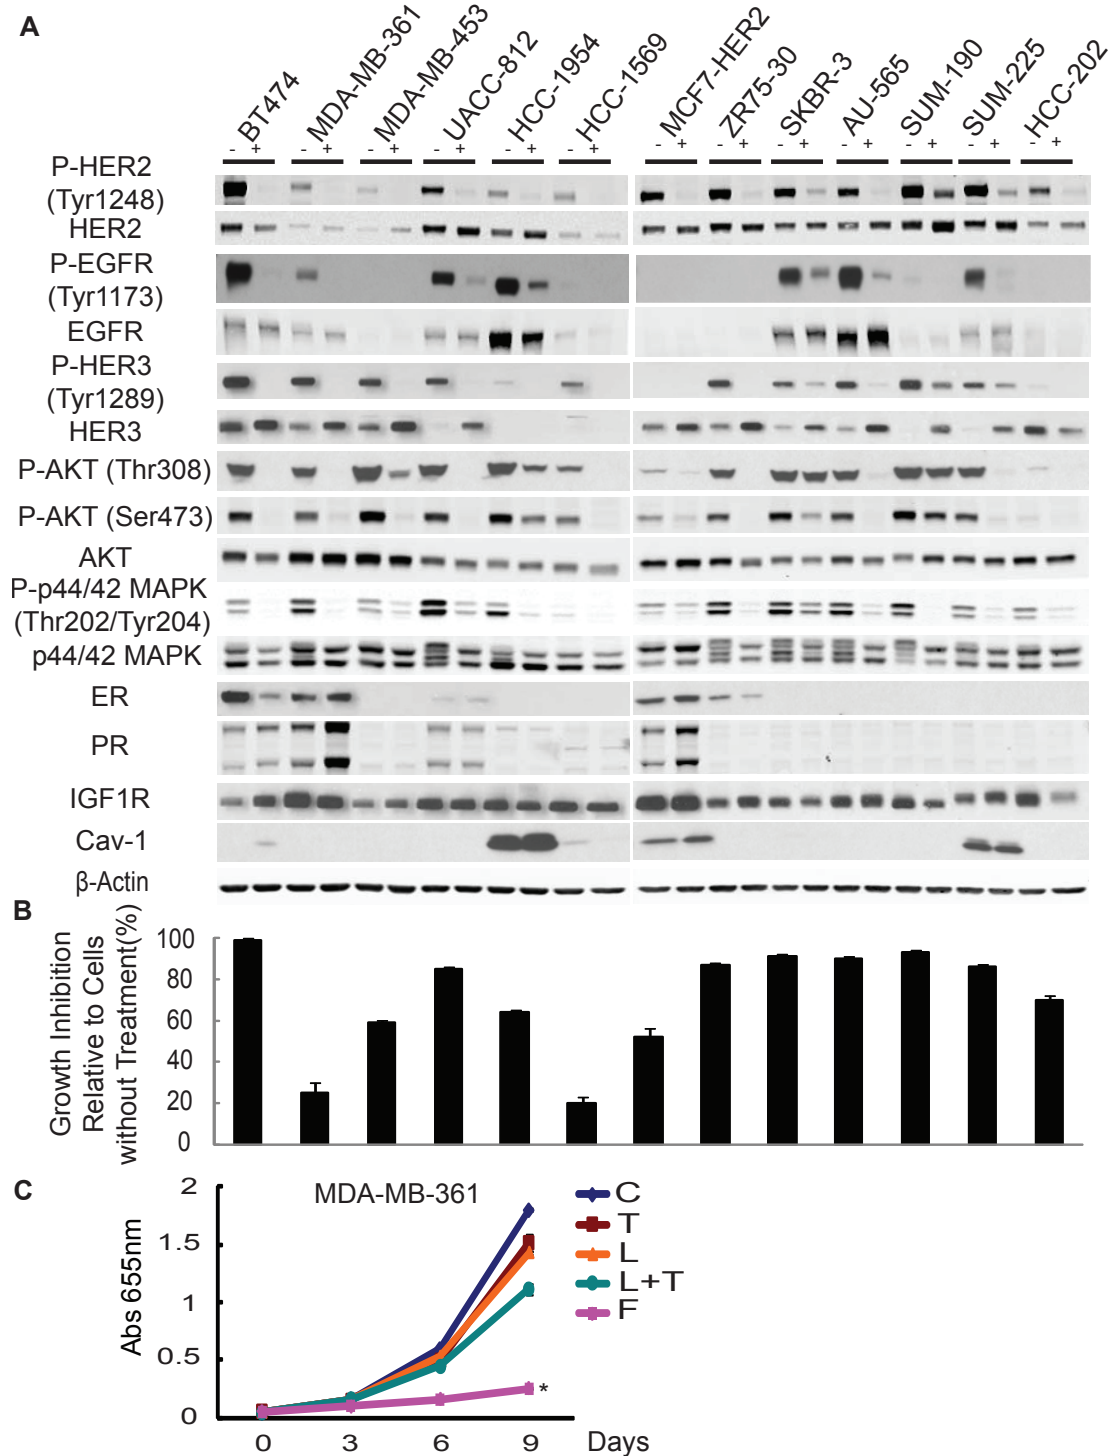 A
BT474 MDA-MB-361 MDA-MB-453 UACC-812 HCC-1954 HCC-1569 MCF7-HER2 ZR75-30 SKBR-3 AU-565 SUM-190 SUM-225 HCC-202
- + - + - + - + - + - + - + - + - + - + - + - + - +
P-HER2
(Tyr1248)
HER2
P-EGFR
(Tyr1173)
EGFR
P-HER3
(Tyr1289)
HER3
P-AKT (Thr308)
P-AKT (Ser473)
AKT
P-p44/42 MAPK
(Thr202/Tyr204)
p44/42 MAPK
ER
PR
IGF1R
Cav-1
β-Actin
B
Growth Inhibition
Relative to Cells
without Treatment(%)
100
80
60
40
20
0
C
MDA-MB-361
Abs 655nm
2
1.5
1
0.5
0
C
T
L
L+T
F
*
0 3 6 9 Days